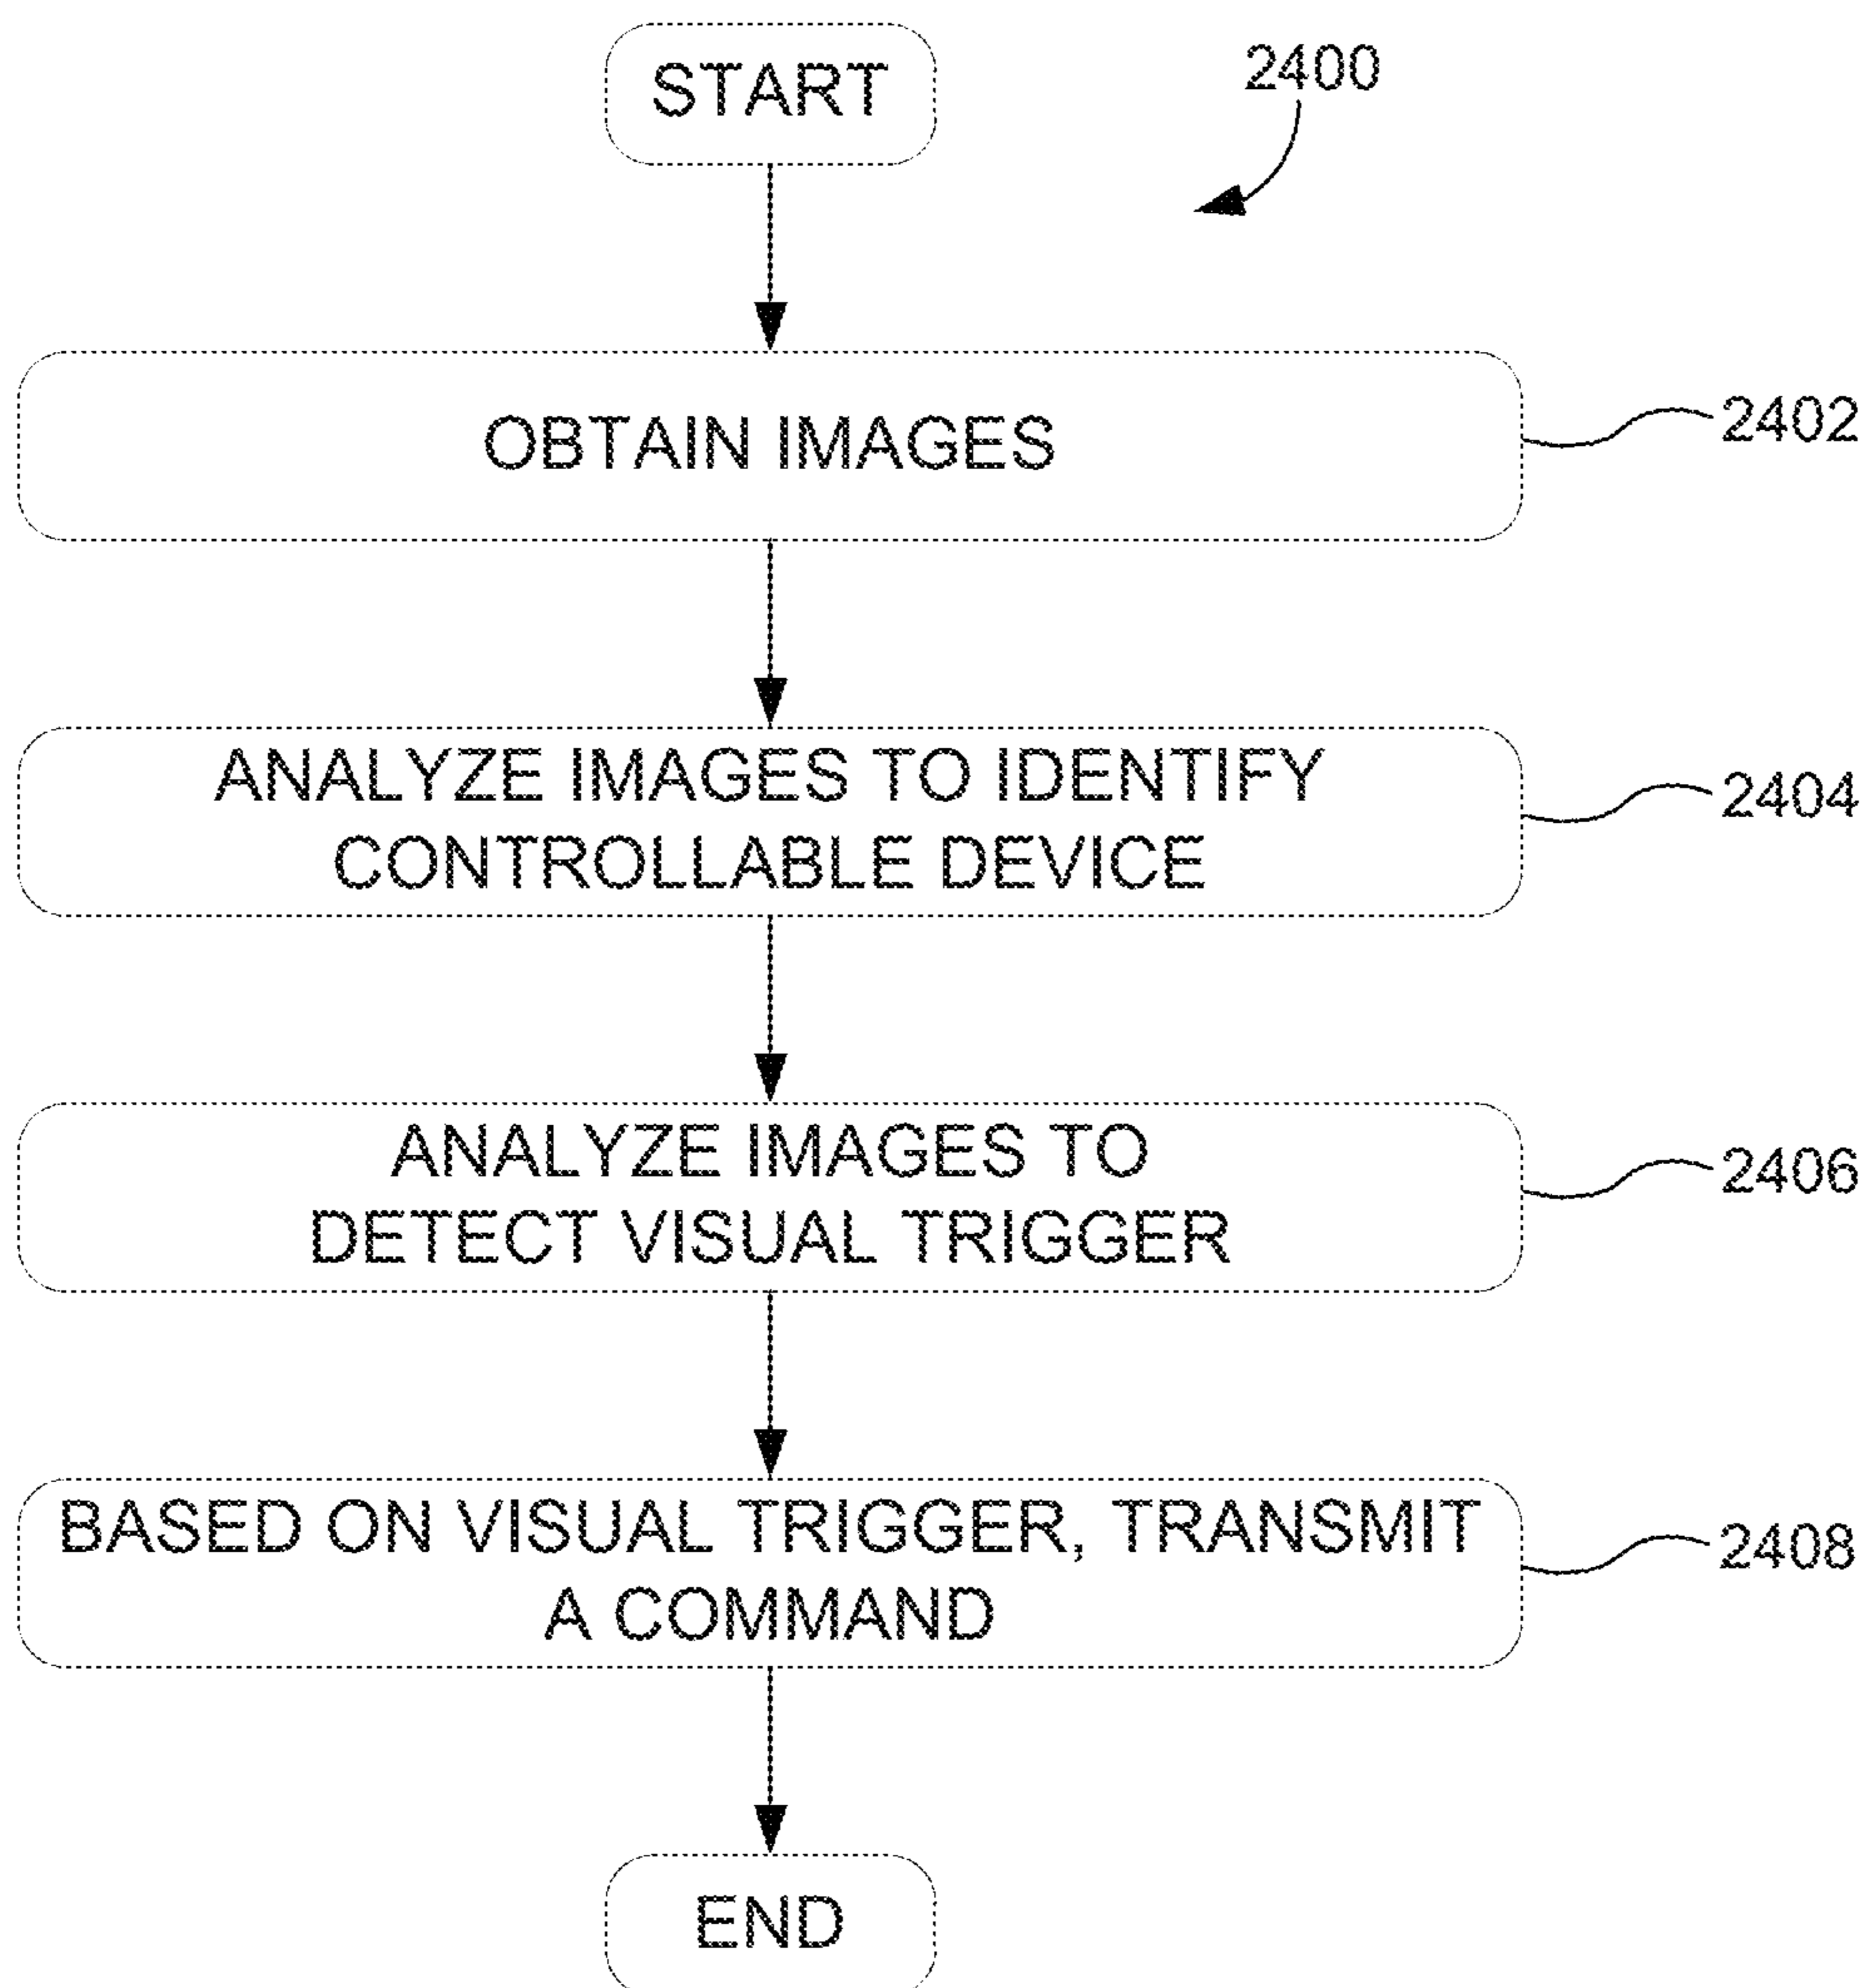 START
2400
OBTAIN IMAGES
2402
ANALYZE IMAGES TO IDENTIFY
CONTROLLABLE DEVICE
2404
ANALYZE IMAGES TO
DETECT VISUAL TRIGGER
2406
BASED ON VISUAL TRIGGER, TRANSMIT
A COMMAND
2408
END